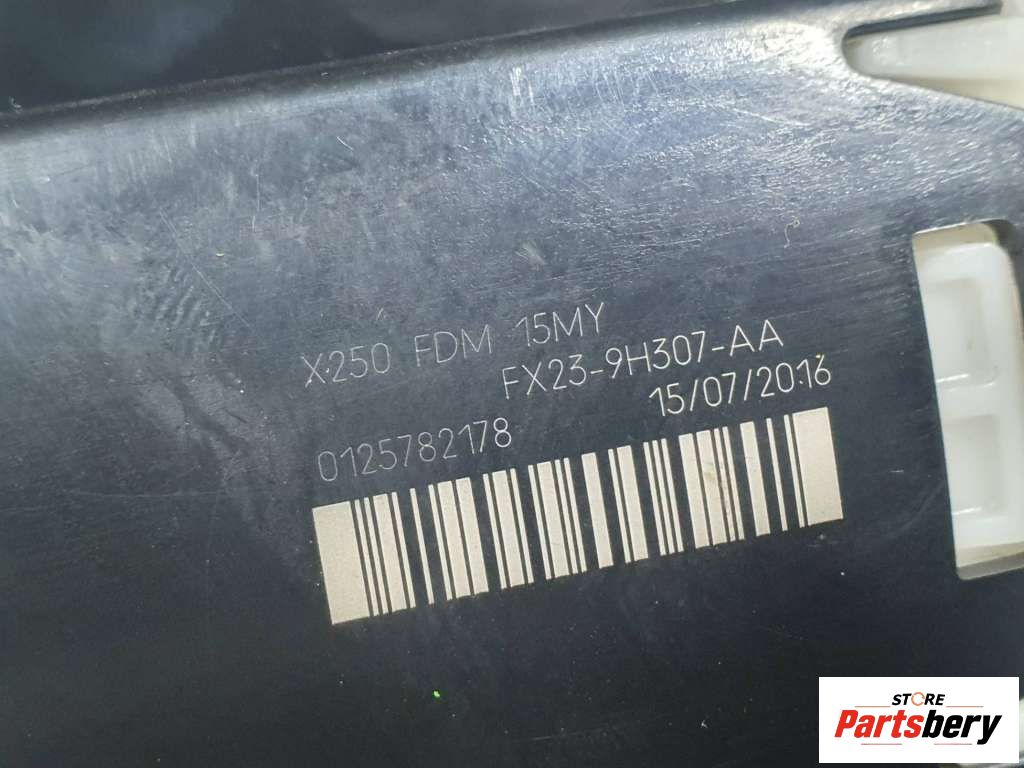 X250 FDM 15MY
FX23-9H307-AA
15/07/2016
0125782178
STORE
Partsbery